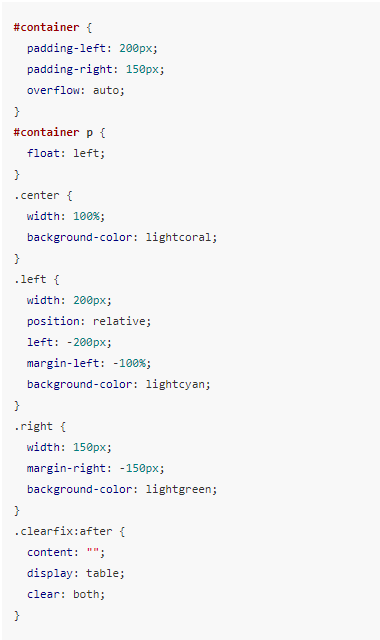 #container {
  padding-left: 200px;
  padding-right: 150px;
  overflow: auto;
}
#container p {
  float: left;
}
.center {
  width: 100%;
  background-color: lightcoral;
}
.left {
  width: 200px;
  position: relative;
  left: -200px;
  margin-left: -100%;
  background-color: lightcyan;
}
.right {
  width: 150px;
  margin-right: -150px;
  background-color: lightgreen;
}
.clearfix:after {
  content: "";
  display: table;
  clear: both;
}